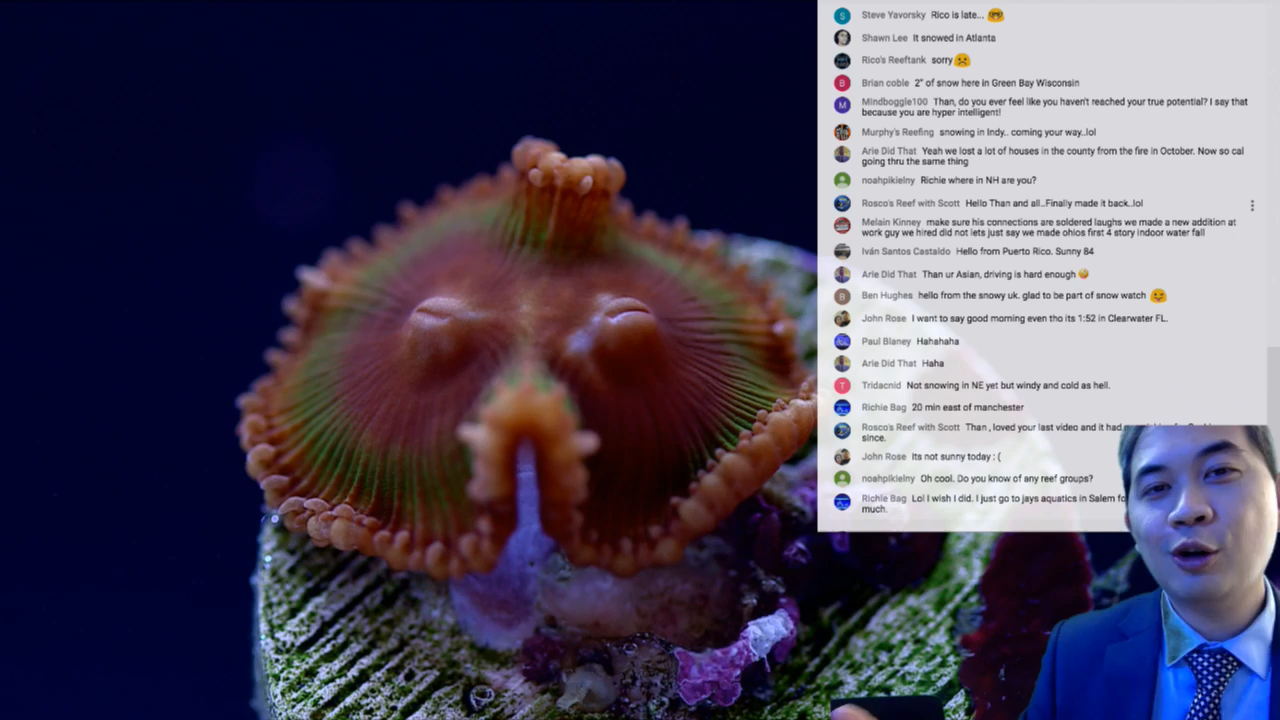 S Steve Yavorsky Rico is late...
Shawn Lee It snowed in Atlanta
Rico's Reeftank sorry
B Brian coble 2" of snow here in Green Bay Wisconsin
M Mindboggle100 Than, do you ever feel like you haven't reached your true potential? I say that
because you are hyper intelligent!
Murphy's Reefing snowing in Indy.. coming your way..lol
Arie Did That Yeah we lost a lot of houses in the county from the fire in October. Now so cal
going thru the same thing
noahpikielny Richie where in NH are you?
Rosco's Reef with Scott Hello Than and all..Finally made it back..lol
Melain Kinney make sure his connections are soldered laughs we made a new addition at
work guy we hired did not lets just say we made ohios first 4 story indoor water fall
Iván Santos Castaldo Hello from Puerto Rico. Sunny 84
Arie Did That Than ur Asian, driving is hard enough
B Ben Hughes hello from the snowy uk. glad to be part of snow watch
John Rose I want to say good morning even tho its 1:52 in Clearwater FL.
Paul Blaney Hahahaha
Arie Did That Haha
T Tridacnid Not snowing in NE yet but windy and cold as hell.
Richie Bag 20 min east of manchester
Rosco's Reef with Scott Than , loved your last video and it had
since.
John Rose Its not sunny today : (
noahpikielny Oh cool. Do you know of any reef groups?
Richie Bag Lol I wish I did. I just go to jays aquatics in Salem
much.